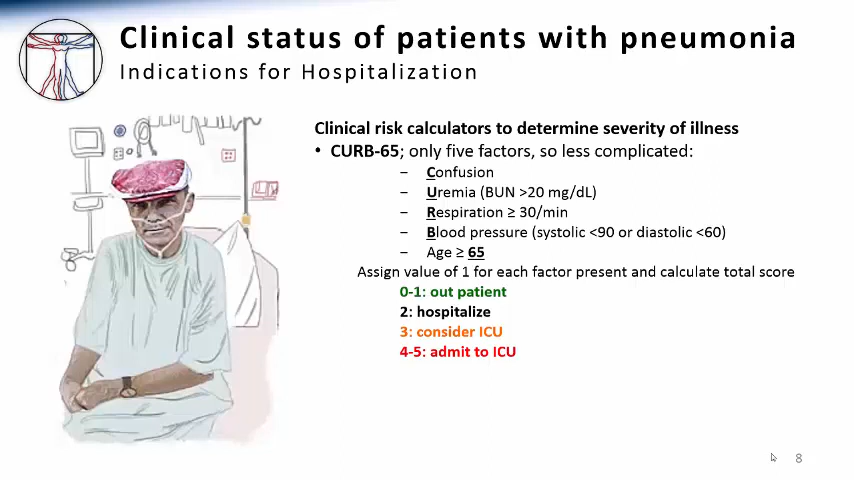 Clinical status of patients with pneumonia
Indications for Hospitalization
Clinical risk calculators to determine severity of illness
• CURB-65; only five factors, so less complicated:
– Confusion
– Uremia (BUN >20 mg/dL)
– Respiration ≥ 30/min
– Blood pressure (systolic <90 or diastolic <60)
– Age ≥ 65
Assign value of 1 for each factor present and calculate total score
0-1: out patient
2: hospitalize
3: consider ICU
4-5: admit to ICU
8